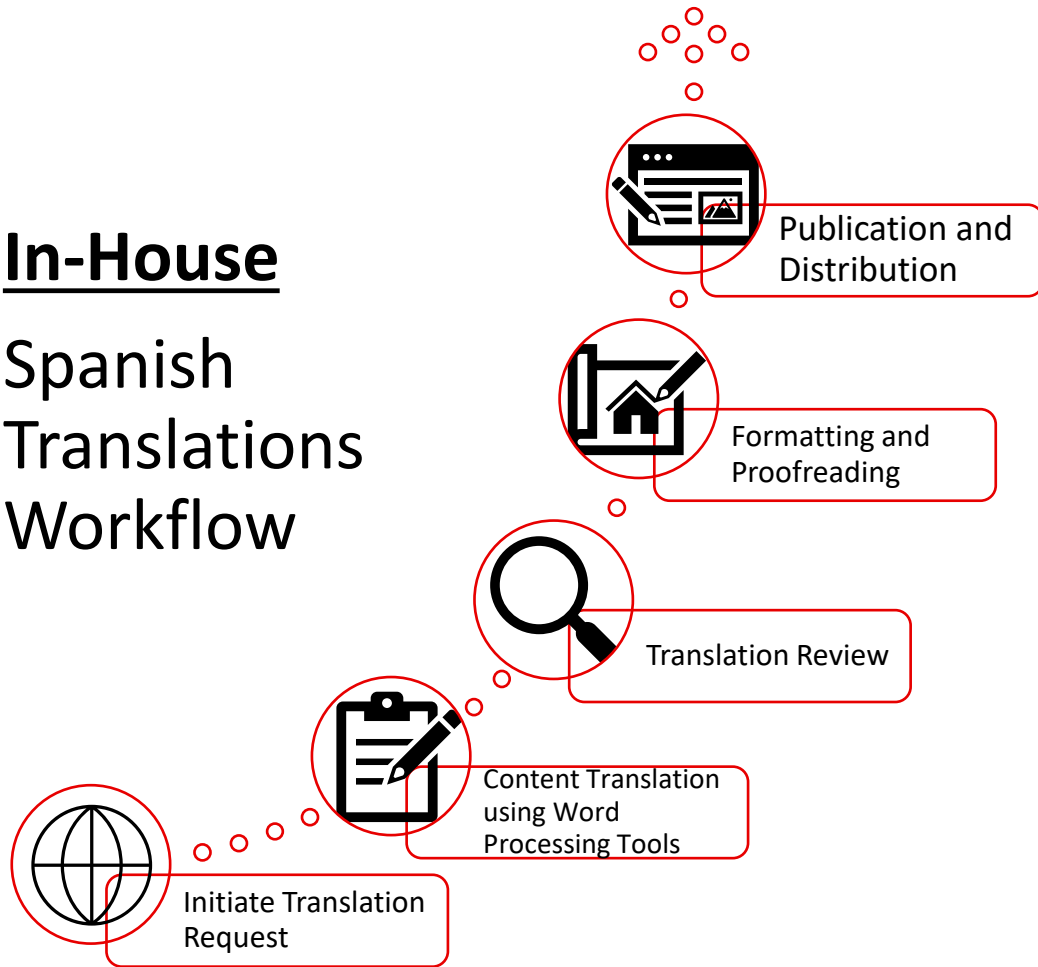 In-House
Spanish
Translations
Workflow
Publication and
Distribution
Formatting and
Proofreading
Translation Review
Content Translation
using Word
Processing Tools
Initiate Translation
Request